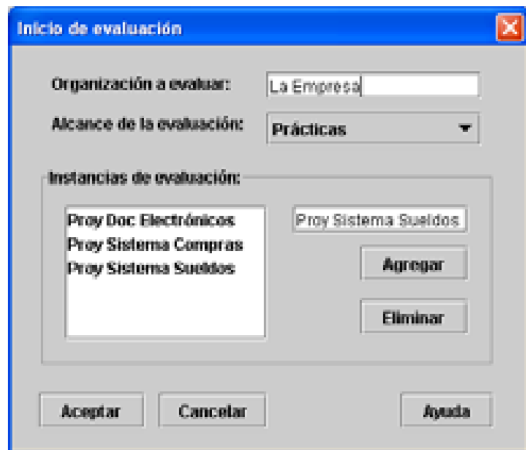 Inicio de evaluación
Organización a evaluar: La Empresa
Alcance de la evaluación: Prácticas
Instancias de evaluación:
Proy Doc Electrónicos Proy Sistema Sueldos
Proy Sistema Compras
Proy Sistema Sueldos
Agregar
Eliminar
Aceptar Cancelar Ayuda